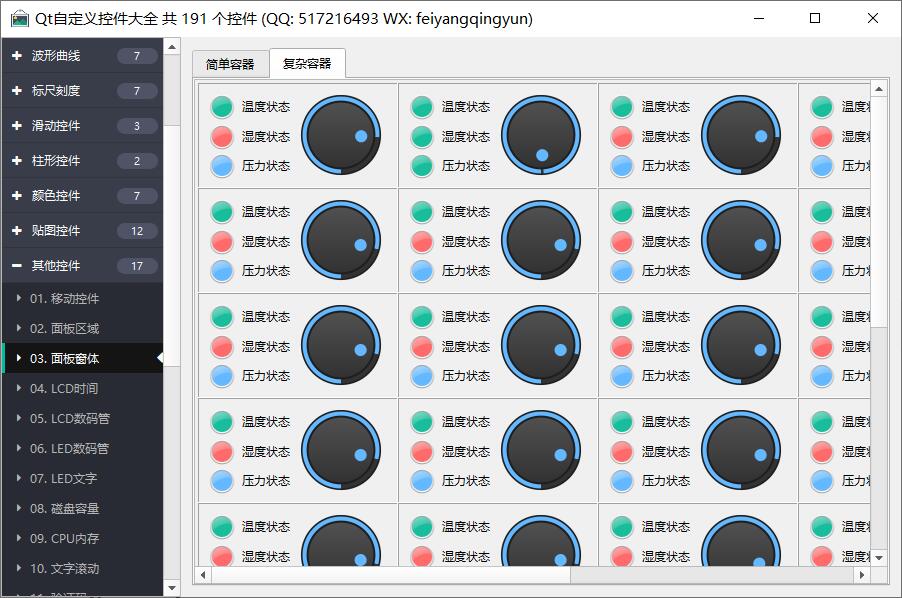 Qt自定义控件大全 共 191 个控件 (QQ: 517216493 WX: feiyangqingyun)
波形曲线 7
标尺刻度 7
滑动控件 3
柱形控件 2
颜色控件 7
贴图控件 12
其他控件 17
01. 移动控件
02. 面板区域
03. 面板窗体
04. LCD时间
05. LCD数码管
06. LED数码管
07. LED文字
08. 磁盘容量
09. CPU内存
10. 文字滚动
简单容器 复杂容器
温度状态 温度状态 温度状态 温度
湿度状态 湿度状态 湿度状态 湿度
压力状态 压力状态 压力状态 压力
温度状态 温度状态 温度状态 温度
湿度状态 湿度状态 湿度状态 湿度
压力状态 压力状态 压力状态 压力
温度状态 温度状态 温度状态 温度
湿度状态 湿度状态 湿度状态 湿度
压力状态 压力状态 压力状态 压力
温度状态 温度状态 温度状态 温度
湿度状态 湿度状态 湿度状态 湿度
压力状态 压力状态 压力状态 压力
温度状态 温度状态 温度状态 温度
湿度状态 湿度状态 湿度状态 湿度